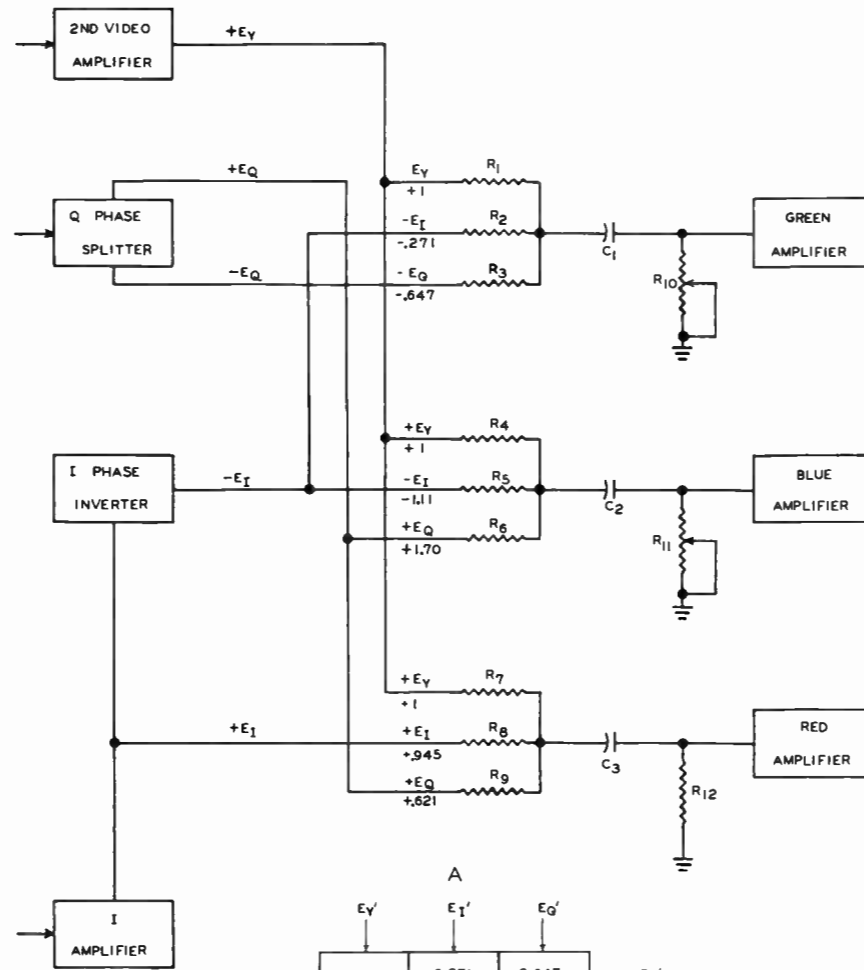 2ND VIDEO
AMPLIFIER
+EY
+EQ
Q PHASE
SPLITTER
-EQ
EY
+1
R1
-EI
-.271
R2
-EQ
-.647
R3
C1
R10
GREEN
AMPLIFIER
I PHASE
INVERTER
-EI
+EY
+1
R4
-EI
-1.11
R5
+EQ
+1.70
R6
C2
R11
BLUE
AMPLIFIER
+EI
+EY
+1
R7
+EI
+.945
R8
+EQ
+.621
R9
C3
R12
RED
AMPLIFIER
I
AMPLIFIER
A
EY' EI' EQ'